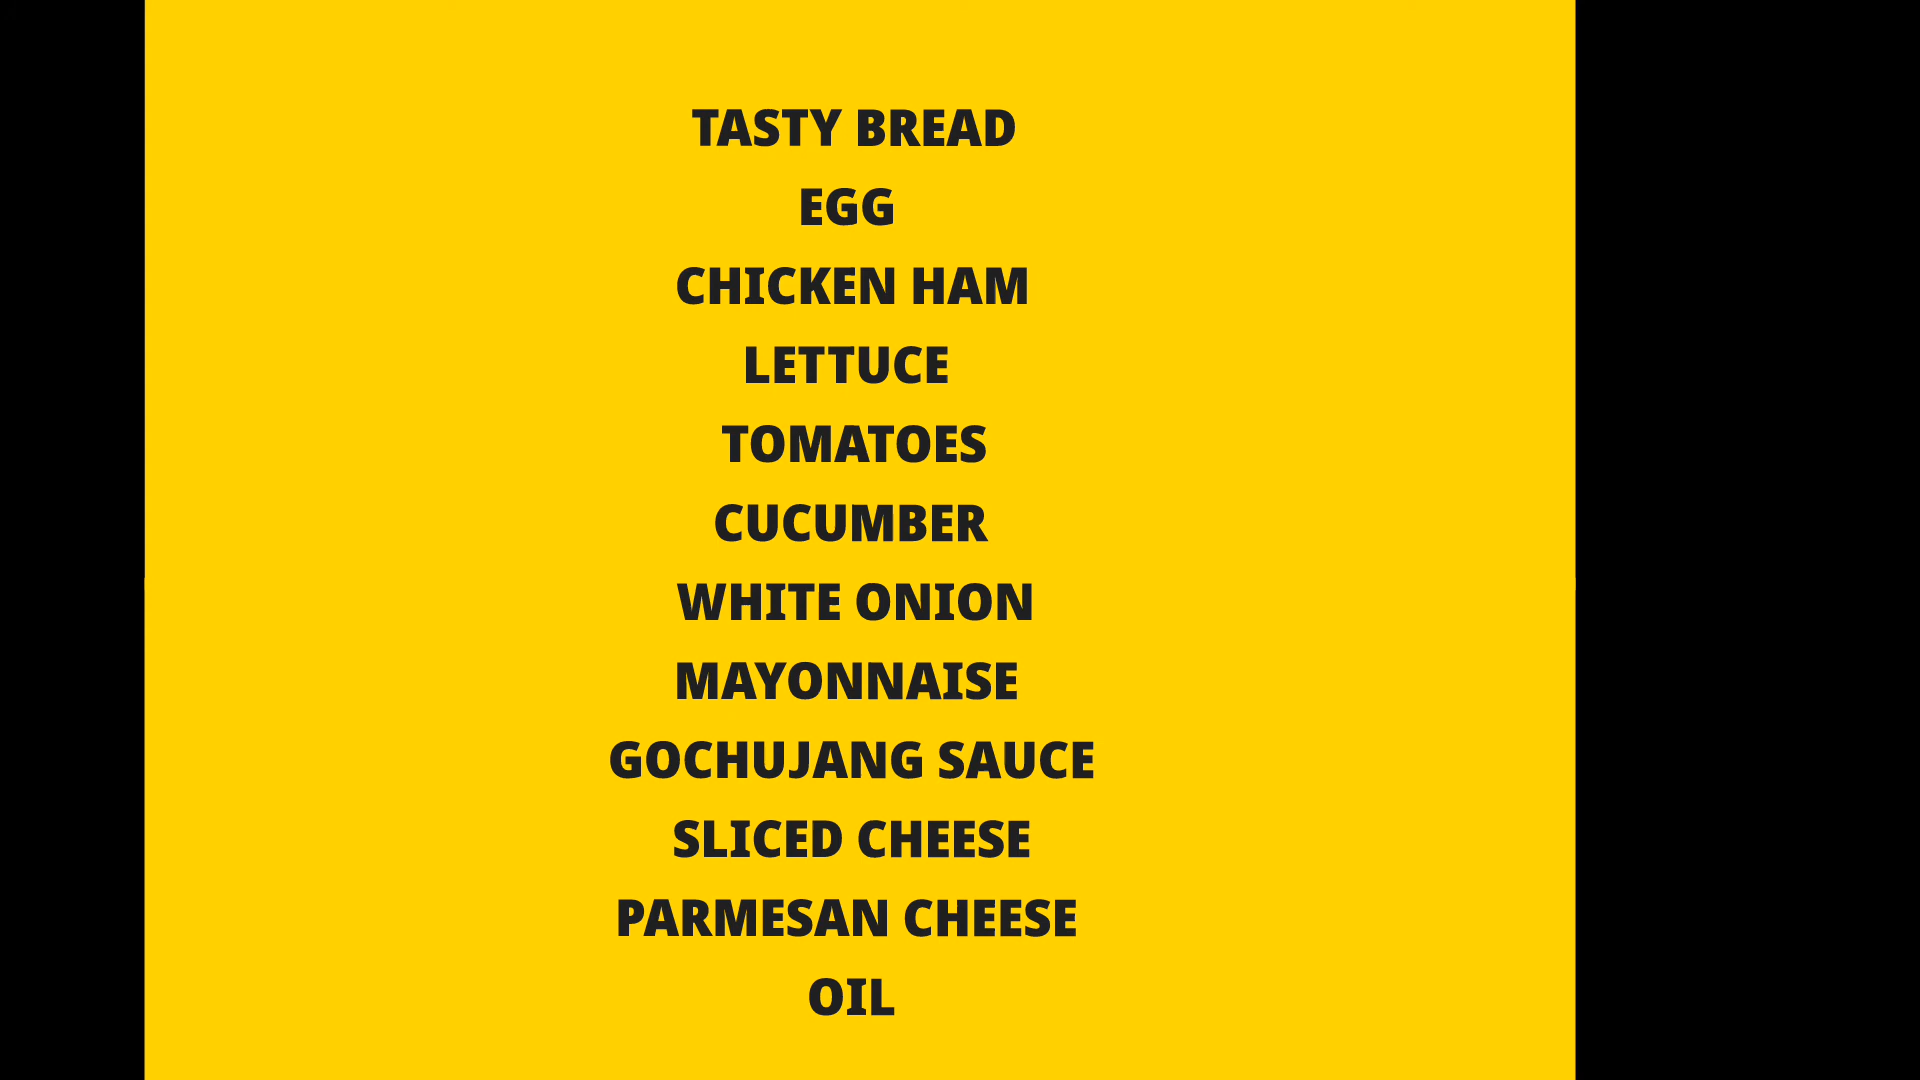 TASTY BREAD
EGG
CHICKEN HAM
LETTUCE
TOMATOES
CUCUMBER
WHITE ONION
MAYONNAISE
GOCHUJANG SAUCE
SLICED CHEESE
PARMESAN CHEESE
OIL